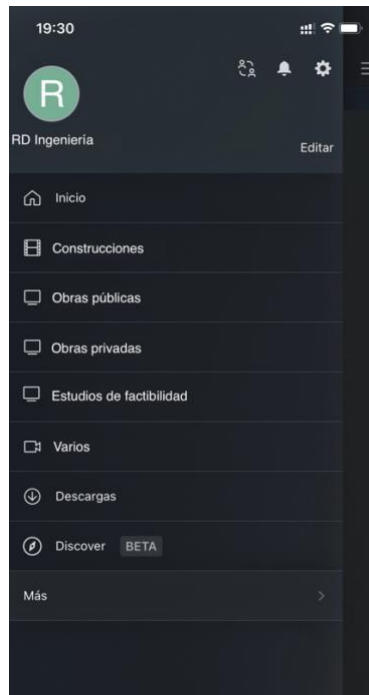 19:30
R
RD Ingeniería
Editar
Inicio
Construcciones
Obras públicas
Obras privadas
Estudios de factibilidad
Varios
Descargas
Discover BETA
Más